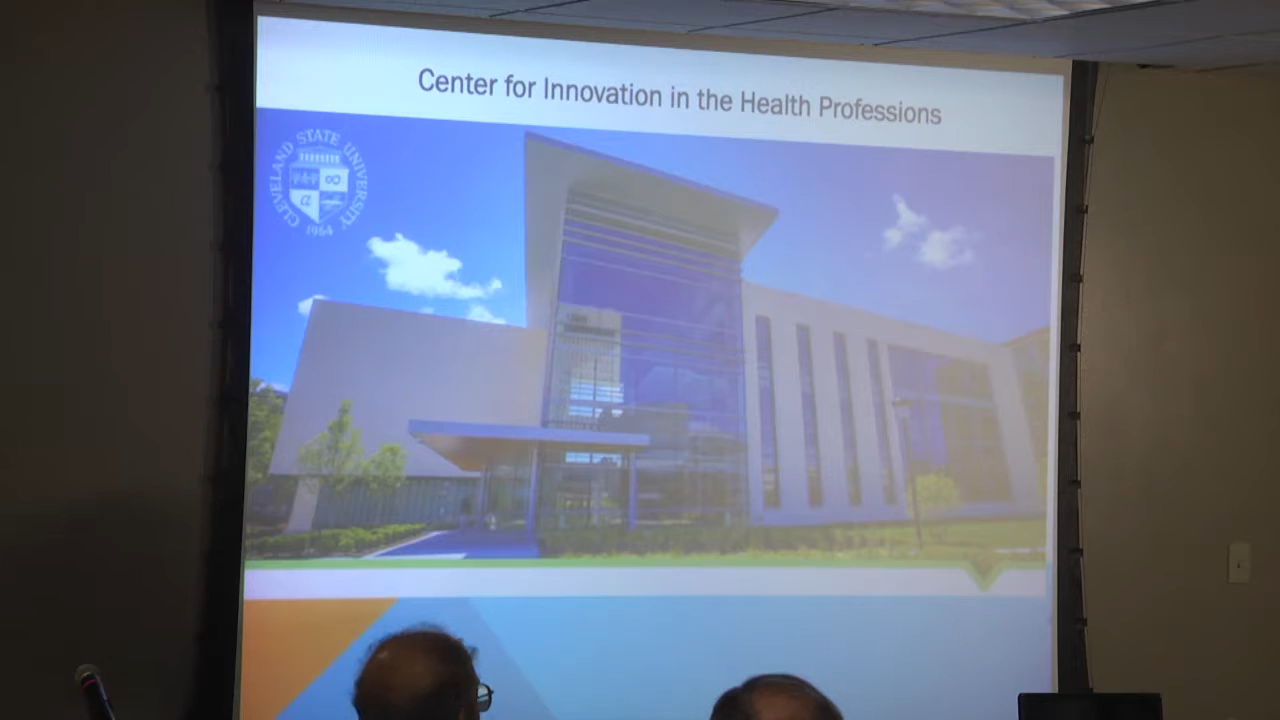 Center for Innovation in the Health Professions
CLEVELAND STATE UNIVERSITY
α
1964